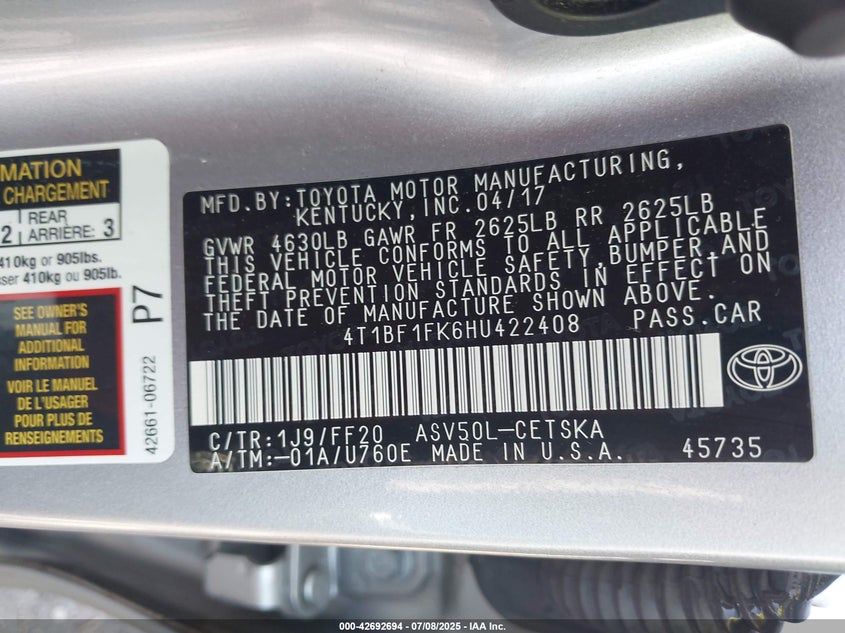 MATION
CHARGEMENT
2 REAR ARRIÈRE: 3
410kg or 905lbs.
sser 410kg ou 905lb.
SEE OWNER'S
MANUAL FOR
ADDITIONAL
INFORMATION
VOIR LE MANUEL
DE L'USAGER
POUR PLUS DE
RENSEIGNEMENTS
P7
42661-06722
MFD.BY:TOYOTA MOTOR MANUFACTURING,
KENTUCKY,INC.04/17
GVWR 4630LB GAWR FR 2625LB RR 2625LB
THIS VEHICLE CONFORMS TO ALL APPLICABLE
FEDERAL MOTOR VEHICLE SAFETY,BUMPER,AND
THEFT PREVENTION STANDARDS IN EFFECT ON
THE DATE OF MANUFACTURE SHOWN ABOVE.
4T1BF1FK6HU422408 PASS.CAR
C/TR:1J9/FF20 ASV50L-CETSKA
A/TM:-01A/U760E MADE IN U.S.A. 45735
000-42692694 - 07/08/2025 - IAA Inc.